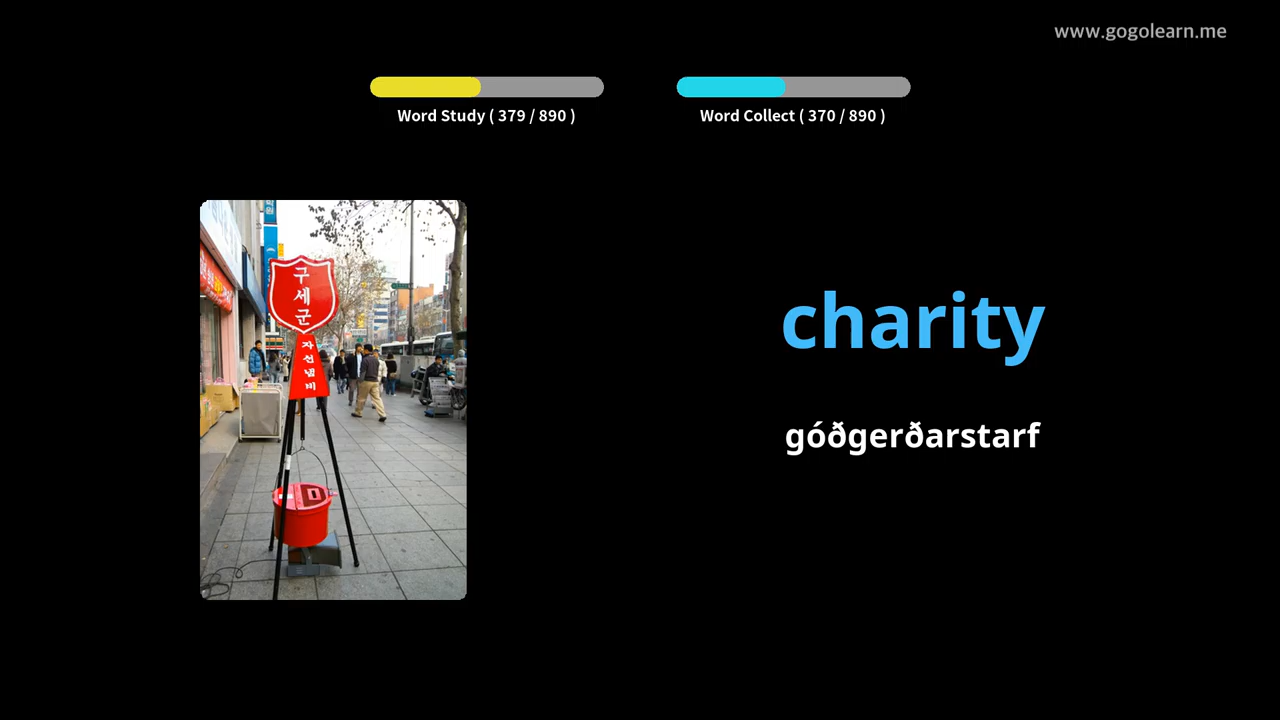 www.gogolearn.me
Word Study ( 379 / 890 )
Word Collect ( 370 / 890 )
구
세
군
자
선
냄
비
charity
góðgerðarstarf